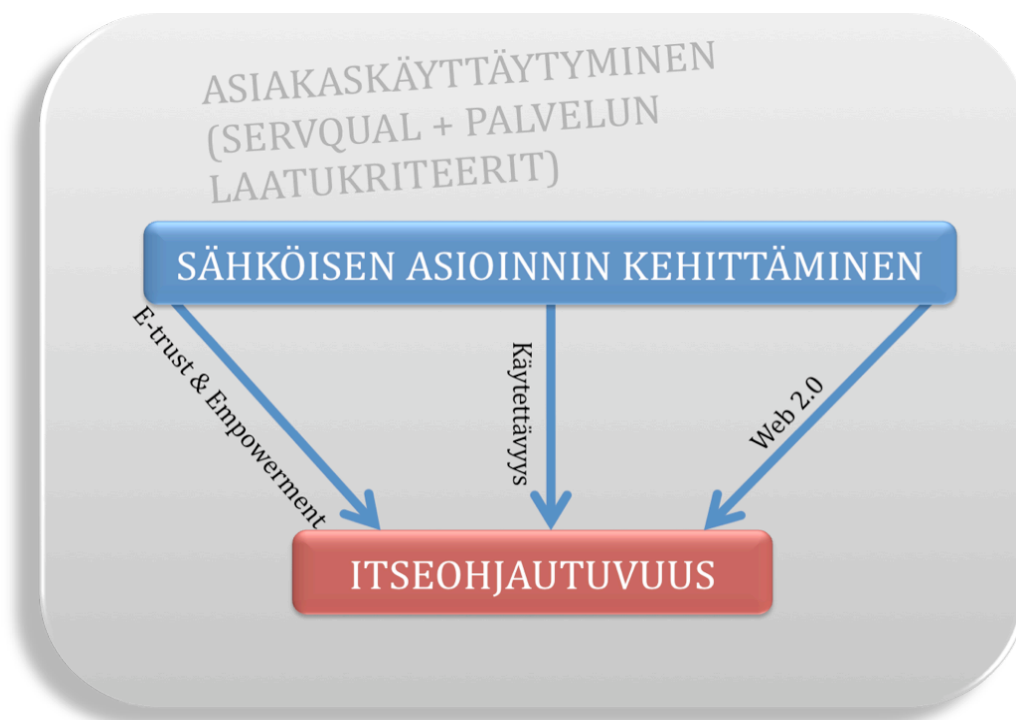 ASIAKASKÄYTTÄYTYMINEN
(SERVQUAL + PALVELUN
LAATUKRITEERIT)
SÄHKÖISEN ASIOINNIN KEHITTÄMINEN
E-trust & Empowerment
Käytettävyys
Web 2.0
ITSEOHJAUTUVUUS